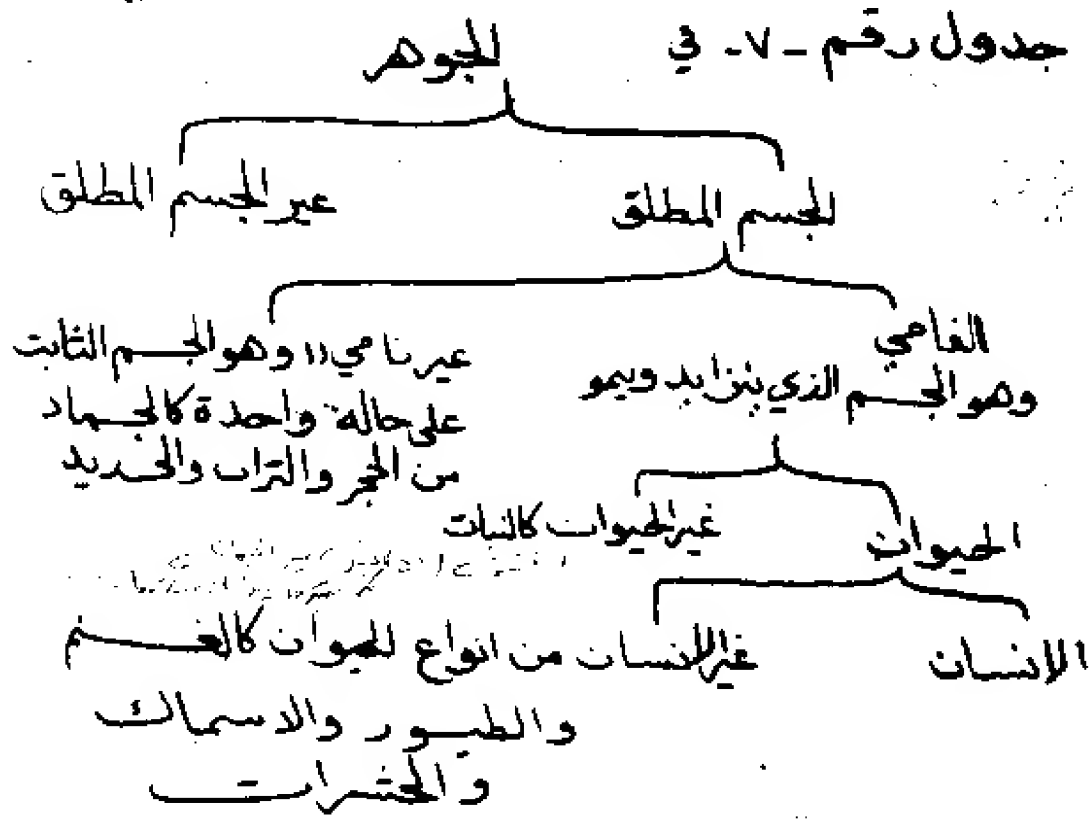 جدول رقم - ٧- في الجوهر
الجسم المطلق
غير الجسم المطلق
النامي
وهو الجسم الذي يتزايد وينمو
غير نامي (( وهو الجسم الثابت
على حالة واحدة كالجماد
من الحجر والتراب والحديد
الحيوان
غير الحيوان كالنبات
الانسان
غير الانسان من انواع الحيوان كالغنم
والطيور والاسماك
والحشرات